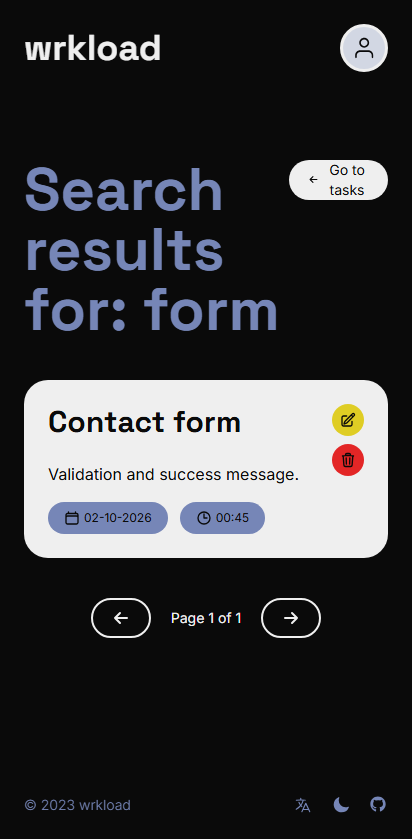 wrkload
Search
results
for: form
Go to
tasks
Contact form
Validation and success message.
02-10-2026
00:45
Page 1 of 1
© 2023 wrkload